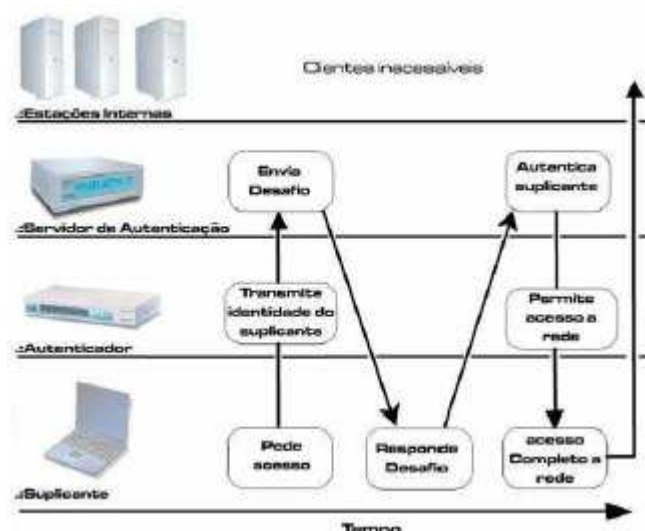 Clientes inacessíveis
.:Estações Internas
Envia
Desafio
Autentica
suplicante
.:Servidor de Autenticação
Transmite
identidade do
suplicante
Permite
acesso a
rede
.:Autenticador
Pede
acesso
Responde
Desafio
acesso
Completo a
rede
.:Suplicante
Tempo